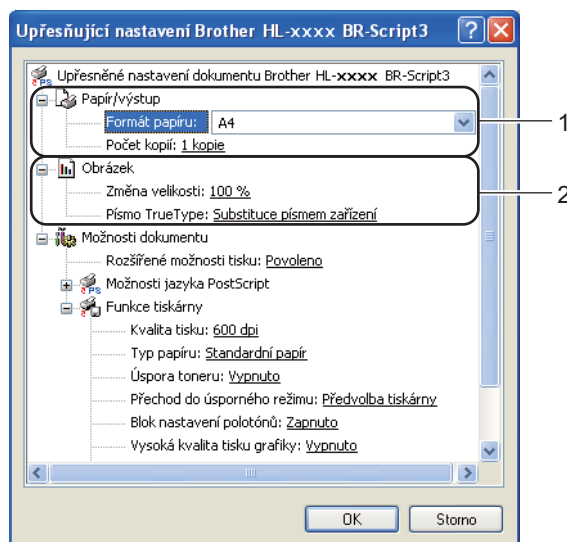 Upřesňující nastavení Brother HL-xxxx BR-Script3
Upřesněné nastavení dokumentu Brother HL-xxxx BR-Script3
Papír/výstup
Formát papíru: A4
Počet kopií: 1 kopie
1
Obrázek
Změna velikosti: 100 %
Písmo TrueType: Substituce písmem zařízení
2
Možnosti dokumentu
Rozšířené možnosti tisku: Povoleno
Možnosti jazyka PostScript
Funkce tiskárny
Kvalita tisku: 600 dpi
Typ papíru: Standardní papír
Úspora toneru: Vypnuto
Přechod do úsporného režimu: Předvolba tiskárny
Blok nastavení polotónů: Zapnuto
Vysoká kvalita tisku grafiky: Vypnuto
OK Storno